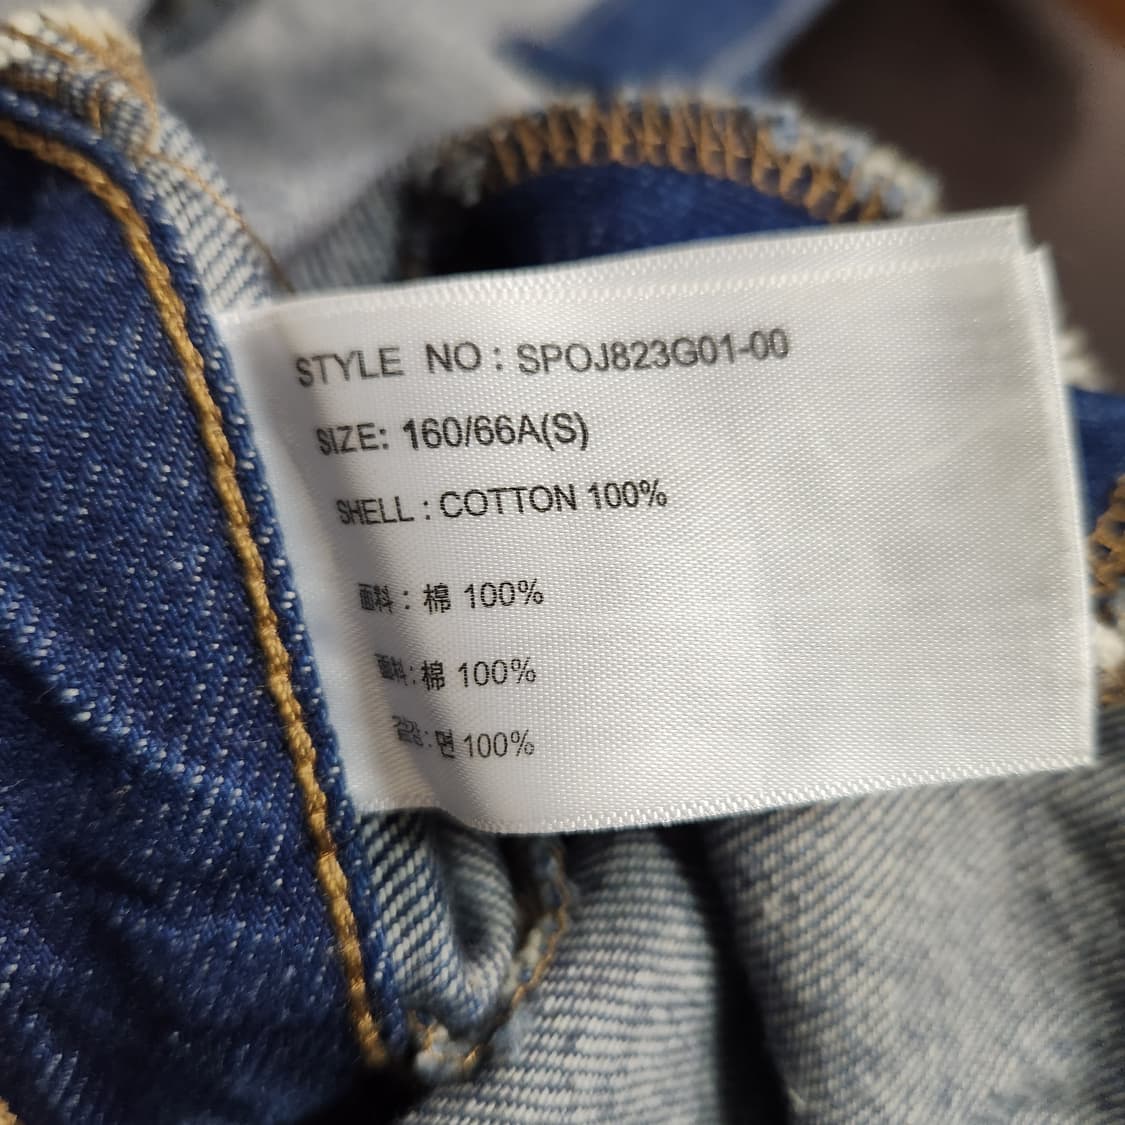 STYLE NO : SPOJ823G01-00
SIZE: 160/66A(S)
SHELL : COTTON 100%
面料 : 棉 100%
面料 : 棉 100%
겉감 : 면 100%